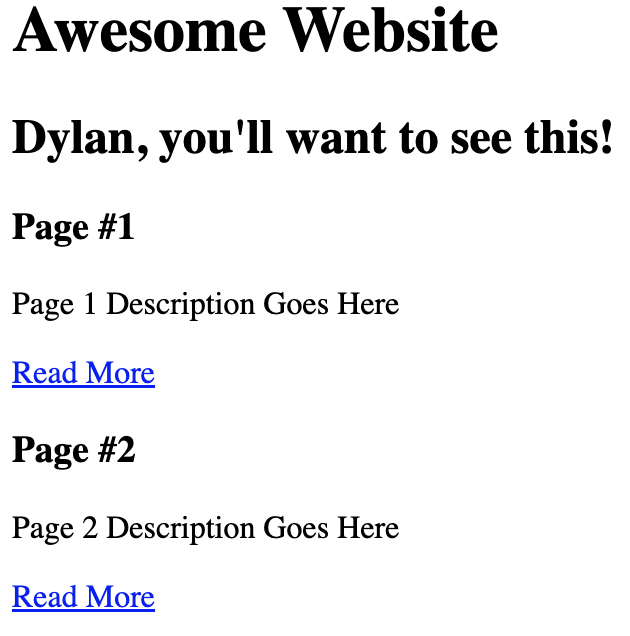 Awesome Website
Dylan, you'll want to see this!
Page #1
Page 1 Description Goes Here
Read More
Page #2
Page 2 Description Goes Here
Read More